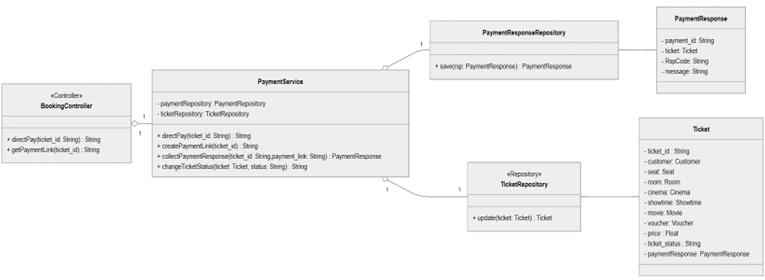 «Controller»
BookingController
+ directPay(ticket_id: String) : String
+ getPaymentLink(ticket_id) : String
1
1
PaymentService
- paymentRepository: PaymentRepository
- ticketRepository: TicketRepository
+ directPay(ticket_id: String) : String
+ createPaymentLink(ticket_id) : String
+ collectPaymentResponse(ticket_id: String,payment_link: String) : PaymentResponse
+ changeTicketStatus(ticket: Ticket, status: String) : String
1
1
1
PaymentResponseRepository
+ save(rsp: PaymentResponse) : PaymentResponse
PaymentResponse
- payment_id: String
- ticket: Ticket
- RspCode: String
- message: String
«Repository»
TicketRepository
+ update(ticket: Ticket) : Ticket
Ticket
- ticket_id : String
- customer: Customer
- seat: Seat
- room: Room
- cinema: Cinema
- showtime: Showtime
- movie: Movie
- voucher: Voucher
- price : Float
- ticket_status : String
- paymentResponse: PaymentResponse